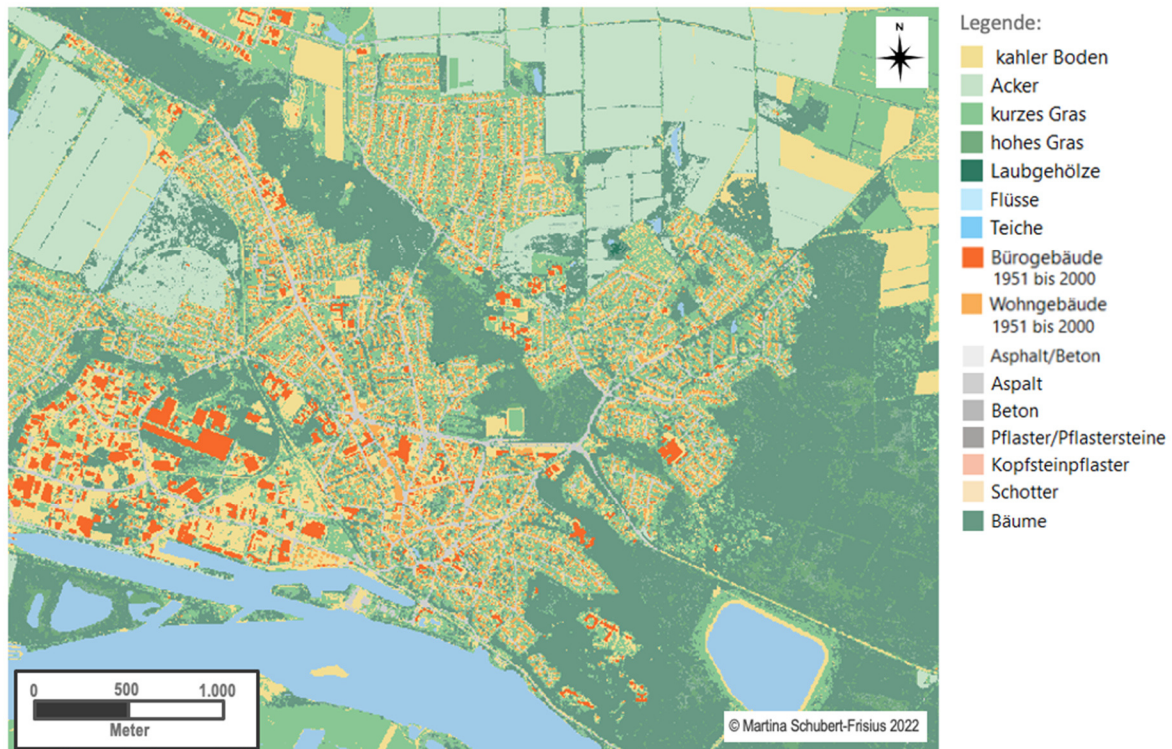 N
Legende:
kahler Boden
Acker
kurzes Gras
hohes Gras
Laubgehölze
Flüsse
Teiche
Bürogebäude
1951 bis 2000
Wohngebäude
1951 bis 2000
Asphalt/Beton
Aspalt
Beton
Pflaster/Pflastersteine
Kopfsteinpflaster
Schotter
Bäume
0 500 1.000
Meter
© Martina Schubert-Frisius 2022